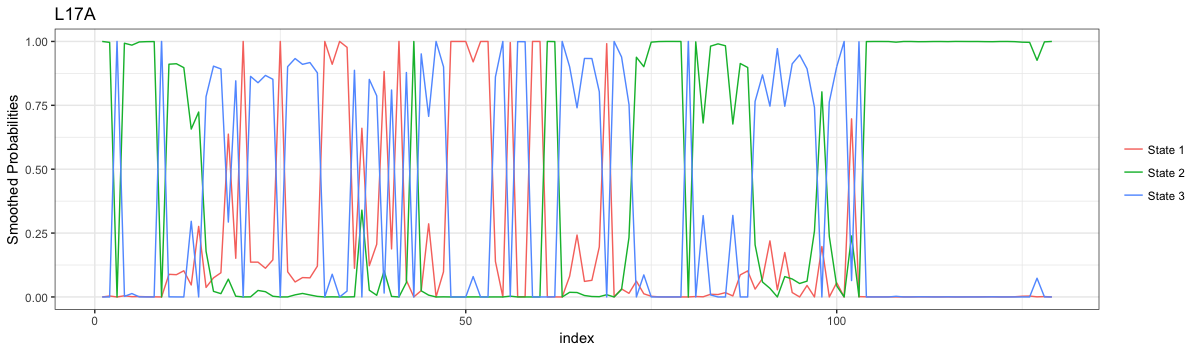 L17A
Smoothed Probabilities
1.00
0.75
0.50
0.25
0.00
0
50
100
index
State 1
State 2
State 3